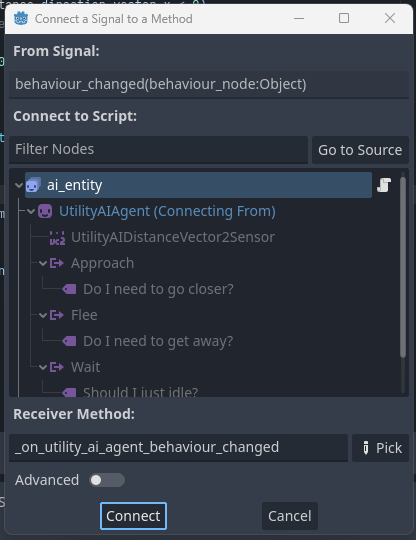 Connect a Signal to a Method
From Signal:
behaviour_changed(behaviour_node:Object)
Connect to Script:
Filter Nodes
Go to Source
ai_entity
UtilityAIAgent (Connecting From)
UtilityAIDistanceVector2Sensor
Approach
Do I need to go closer?
Flee
Do I need to get away?
Wait
Should I just idle?
Receiver Method:
_on_utility_ai_agent_behaviour_changed
Pick
Advanced
Connect
Cancel